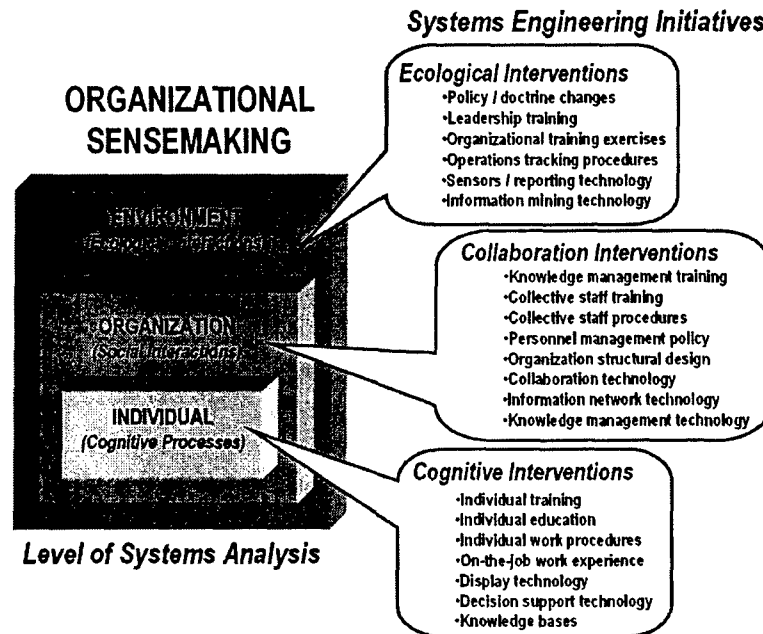 Systems Engineering Initiatives
ORGANIZATIONAL
SENSEMAKING
ENVIRONMENT
ORGANIZATION
(Social Interactions)
INDIVIDUAL
(Cognitive Processes)
Level of Systems Analysis
Ecological Interventions
•Policy / doctrine changes
•Leadership training
•Organizational training exercises
•Operations tracking procedures
•Sensors / reporting technology
•Information mining technology
Collaboration Interventions
•Knowledge management training
•Collective staff training
•Collective staff procedures
•Personnel management policy
•Organization structural design
•Collaboration technology
•Information network technology
•Knowledge management technology
Cognitive Interventions
•Individual training
•Individual education
•Individual work procedures
•On-the-job work experience
•Display technology
•Decision support technology
•Knowledge bases